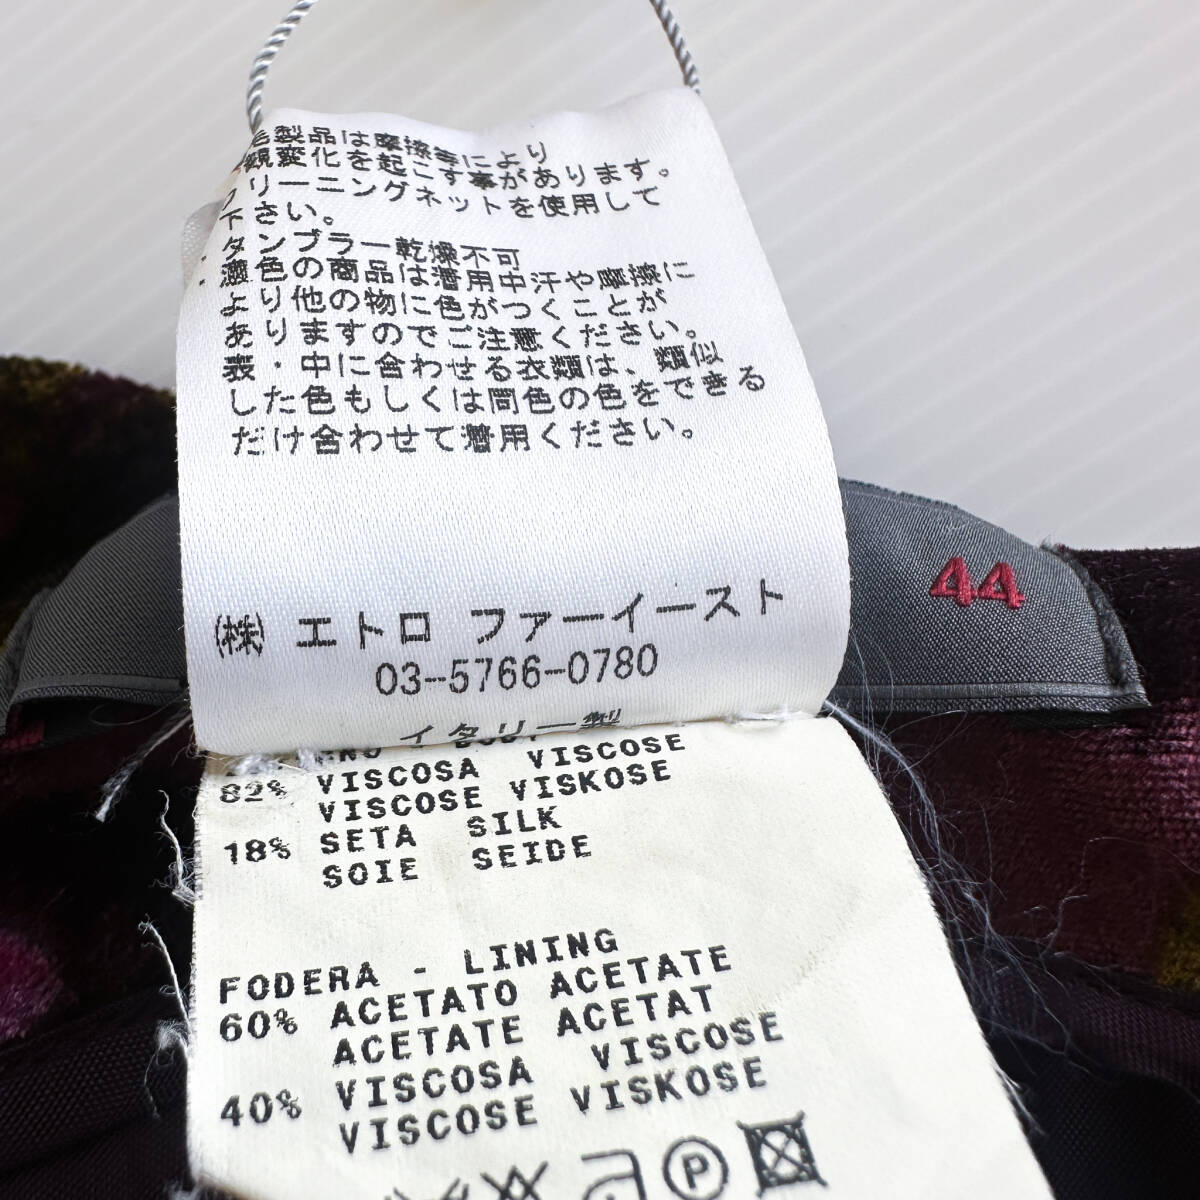 毛製品は摩擦等により
観変化を起こす事があります。
クリーニングネットを使用して
下さい。
・タンブラー乾燥不可
・濃色の商品は着用中汗や摩擦に
より他の物に色がつくことが
ありますのでご注意ください。
表・中に合わせる衣類は、類似
した色もしくは同色の色をできる
だけ合わせて着用ください。
㈱ エトロ ファーイースト
03-5766-0780
イタリー製
44
82% VISCOSA VISCOSE
VISCOSE VISKOSE
18% SETA SILK
SOIE SEIDE
FODERA - LINING
60% ACETATO ACETATE
ACETATE ACETAT
40% VISCOSA VISCOSE
VISCOSE VISKOSE
P